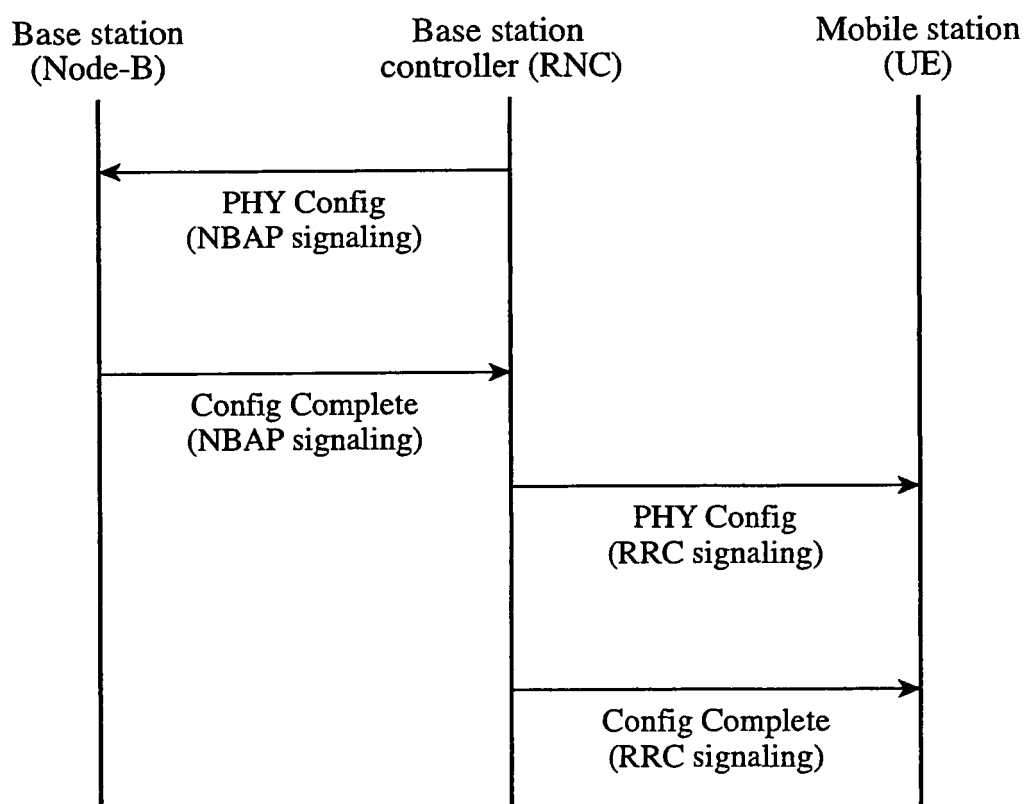 Base station
(Node-B)
Base station
controller (RNC)
Mobile station
(UE)
PHY Config
(NBAP signaling)
Config Complete
(NBAP signaling)
PHY Config
(RRC signaling)
Config Complete
(RRC signaling)